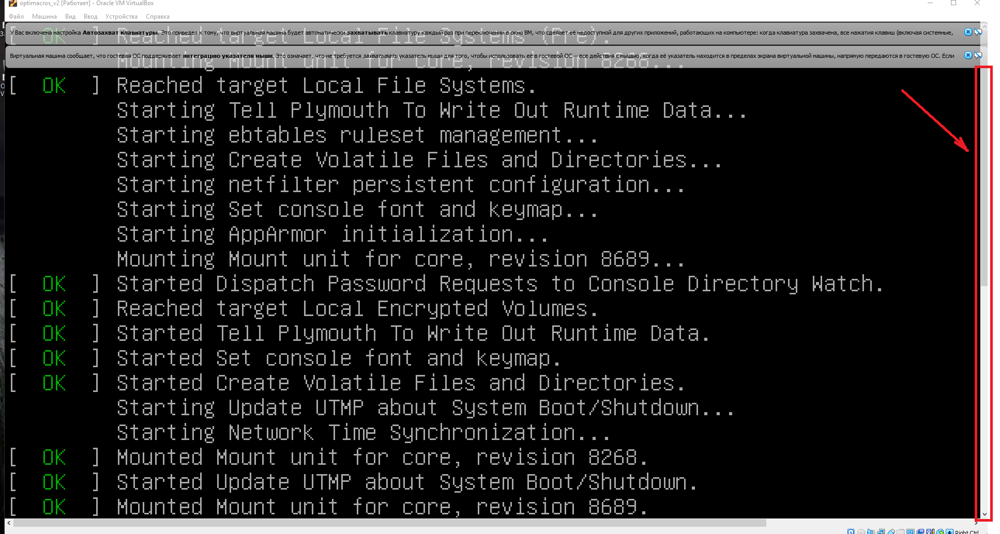 optimacros_v2 [Работает] - Oracle VM VirtualBox
Файл Машина Вид Ввод Устройства Справка
[ OK ] Reached target Local File Systems (Pre).
У Вас включена настройка Автозахват клавиатуры. Это приведет к тому, что виртуальная машина будет автоматически захватывать клавиатуру каждый раз при переключении в окно ВМ, что сделает её недоступной для других приложений, работающих на компьютере: когда клавиатура захвачена, все нажатия клавиш (включая системные,
Виртуальная машина сообщает, что гостевая ОС поддерживает интеграцию указателя мыши. Это означает, что не требуется захватывать указатель мыши для того, чтобы использовать её в гостевой ОС -- все действия с мышью, когда её указатель находится в пределах экрана виртуальной машины, напрямую передаются в гостевую ОС. Если
Mounting Mount unit for core, revision 8268...
[ OK ] Reached target Local File Systems.
Starting Tell Plymouth To Write Out Runtime Data...
Starting ebtables ruleset management...
Starting Create Volatile Files and Directories...
Starting netfilter persistent configuration...
Starting Set console font and keymap...
Starting AppArmor initialization...
Mounting Mount unit for core, revision 8689...
[ OK ] Started Dispatch Password Requests to Console Directory Watch.
[ OK ] Reached target Local Encrypted Volumes.
[ OK ] Started Tell Plymouth To Write Out Runtime Data.
[ OK ] Started Set console font and keymap.
[ OK ] Started Create Volatile Files and Directories.
Starting Update UTMP about System Boot/Shutdown...
Starting Network Time Synchronization...
[ OK ] Mounted Mount unit for core, revision 8268.
[ OK ] Started Update UTMP about System Boot/Shutdown.
[ OK ] Mounted Mount unit for core, revision 8689.
Right Ctrl